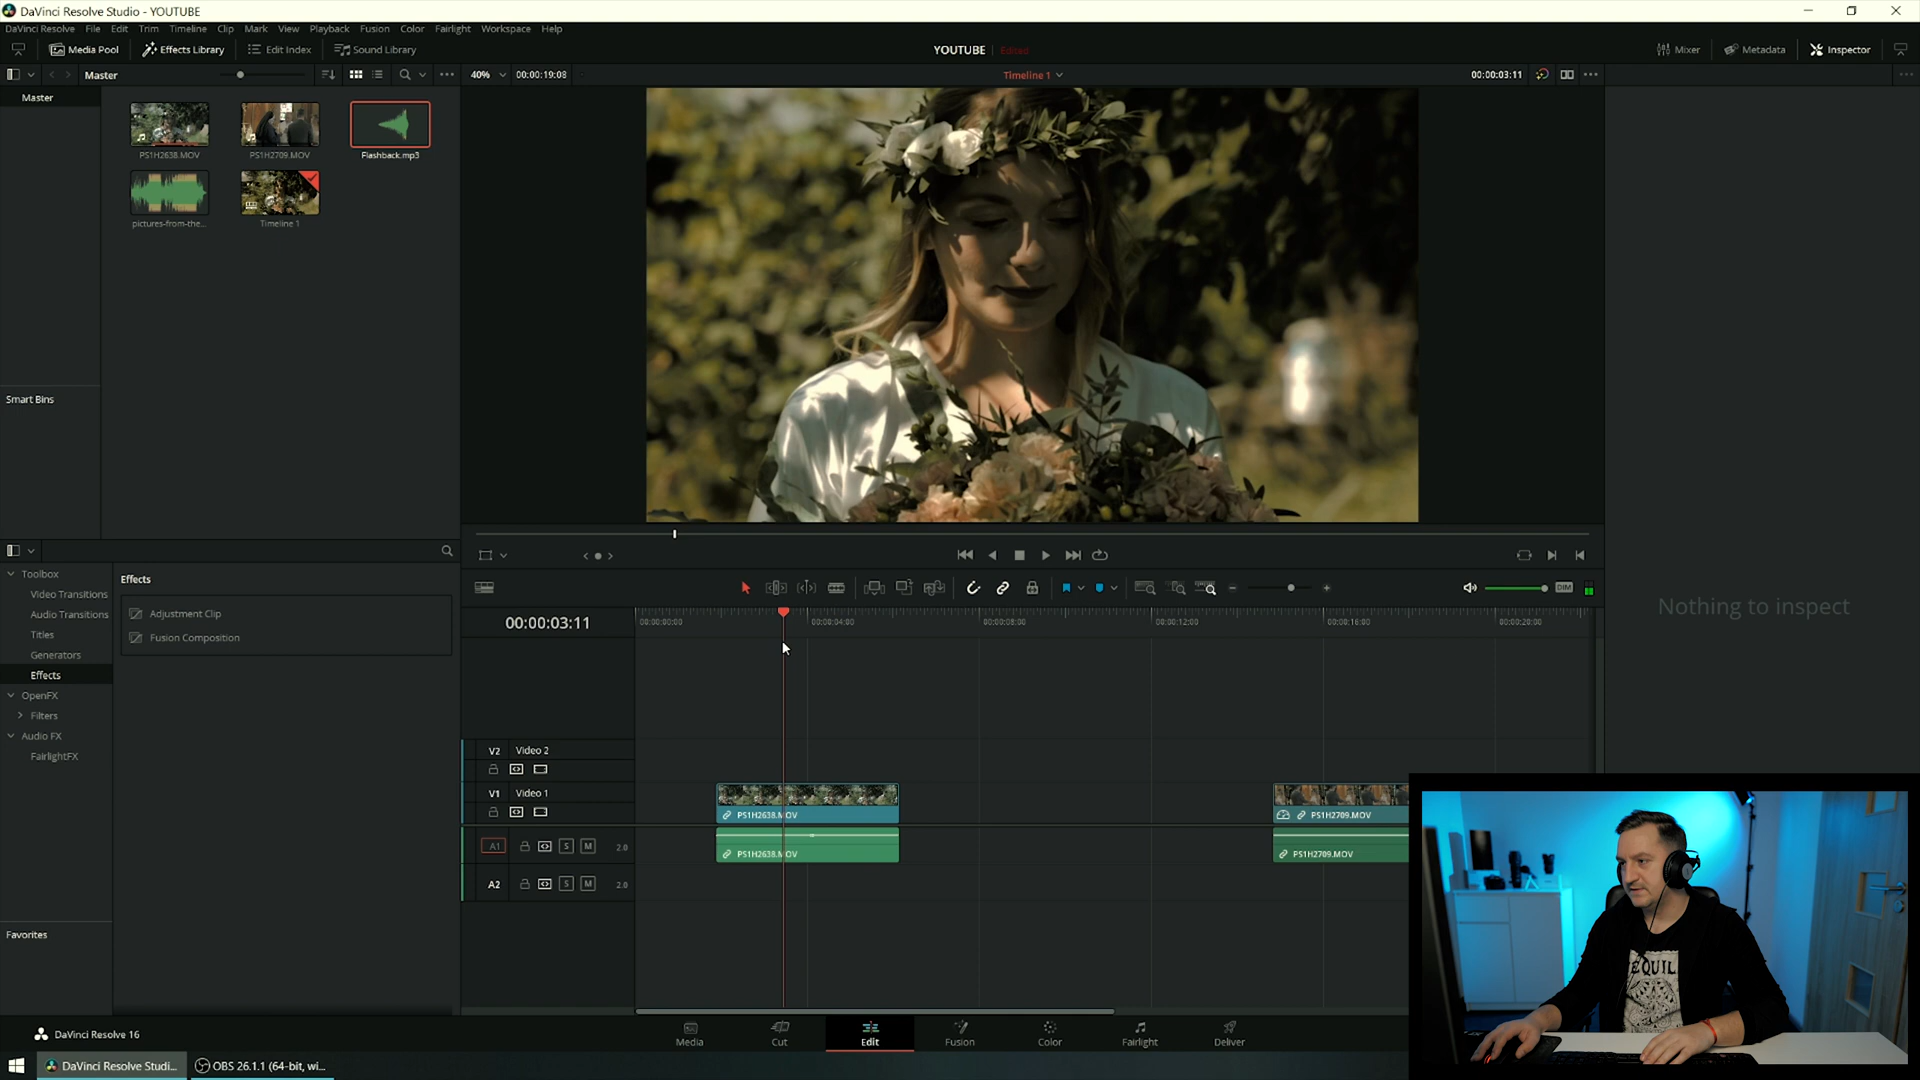 DaVinci Resolve Studio - YOUTUBE
DaVinci Resolve File Edit Trim Timeline Clip Mark View Playback Fusion Color Fairlight Workspace Help
Media Pool Effects Library Edit Index Sound Library YOUTUBE Edited Mixer Metadata Inspector
Master 40% 00:00:19:08 Timeline 1 00:00:03:11
Master
PS1H2638.MOV PS1H2709.MOV Flashback.mp3
pictures-from-the... Timeline 1
Smart Bins
Toolbox
Video Transitions
Audio Transitions
Titles
Generators
Effects
OpenFX
Filters
Audio FX
FairlightFX
Favorites
Effects
Adjustment Clip
Fusion Composition
DIM
00:00:03:11
00:00:00:00 00:00:04:00 00:00:08:00 00:00:12:00 00:00:16:00 00:00:20:00
Nothing to inspect
V2 Video 2
V1 Video 1
PS1H2638.MOV PS1H2709.MOV
A1 S M 2.0
PS1H2638.MOV PS1H2709.MOV
A2 S M 2.0
EQUIL
DaVinci Resolve 16
Media Cut Edit Fusion Color Fairlight Deliver
DaVinci Resolve Studi... OBS 26.1.1 (64-bit, wi...